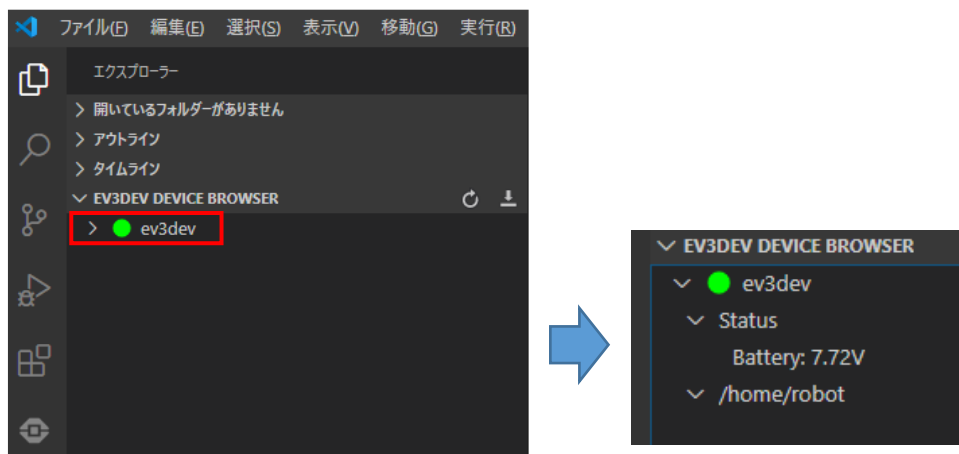 ファイル(F) 編集(E) 選択(S) 表示(V) 移動(G) 実行(R)
エクスプローラー
開いているフォルダーがありません
アウトライン
タイムライン
EV3DEV DEVICE BROWSER
ev3dev
EV3DEV DEVICE BROWSER
ev3dev
Status
Battery: 7.72V
/home/robot